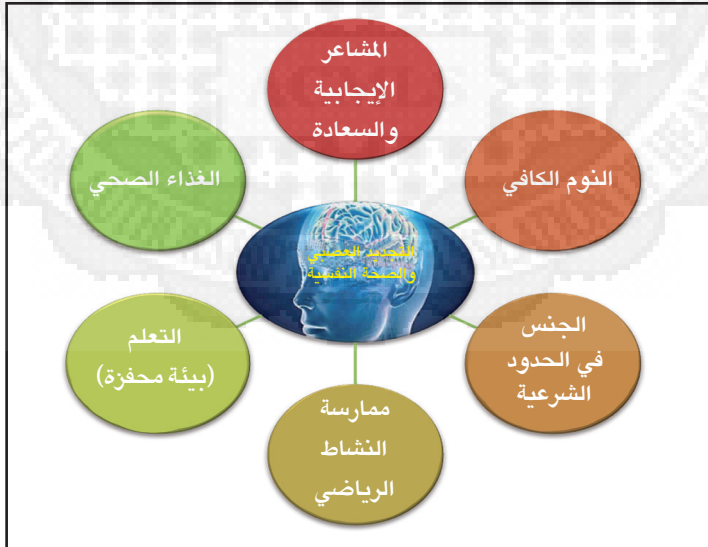 المشاعر
الإيجابية
والسعادة
النوم الكافي
الجنس
في الحدود
الشرعية
ممارسة
النشاط
الرياضي
التعلم
(بيئة محفزة)
الغذاء الصحي
التجديد العصبي
والصحة النفسية